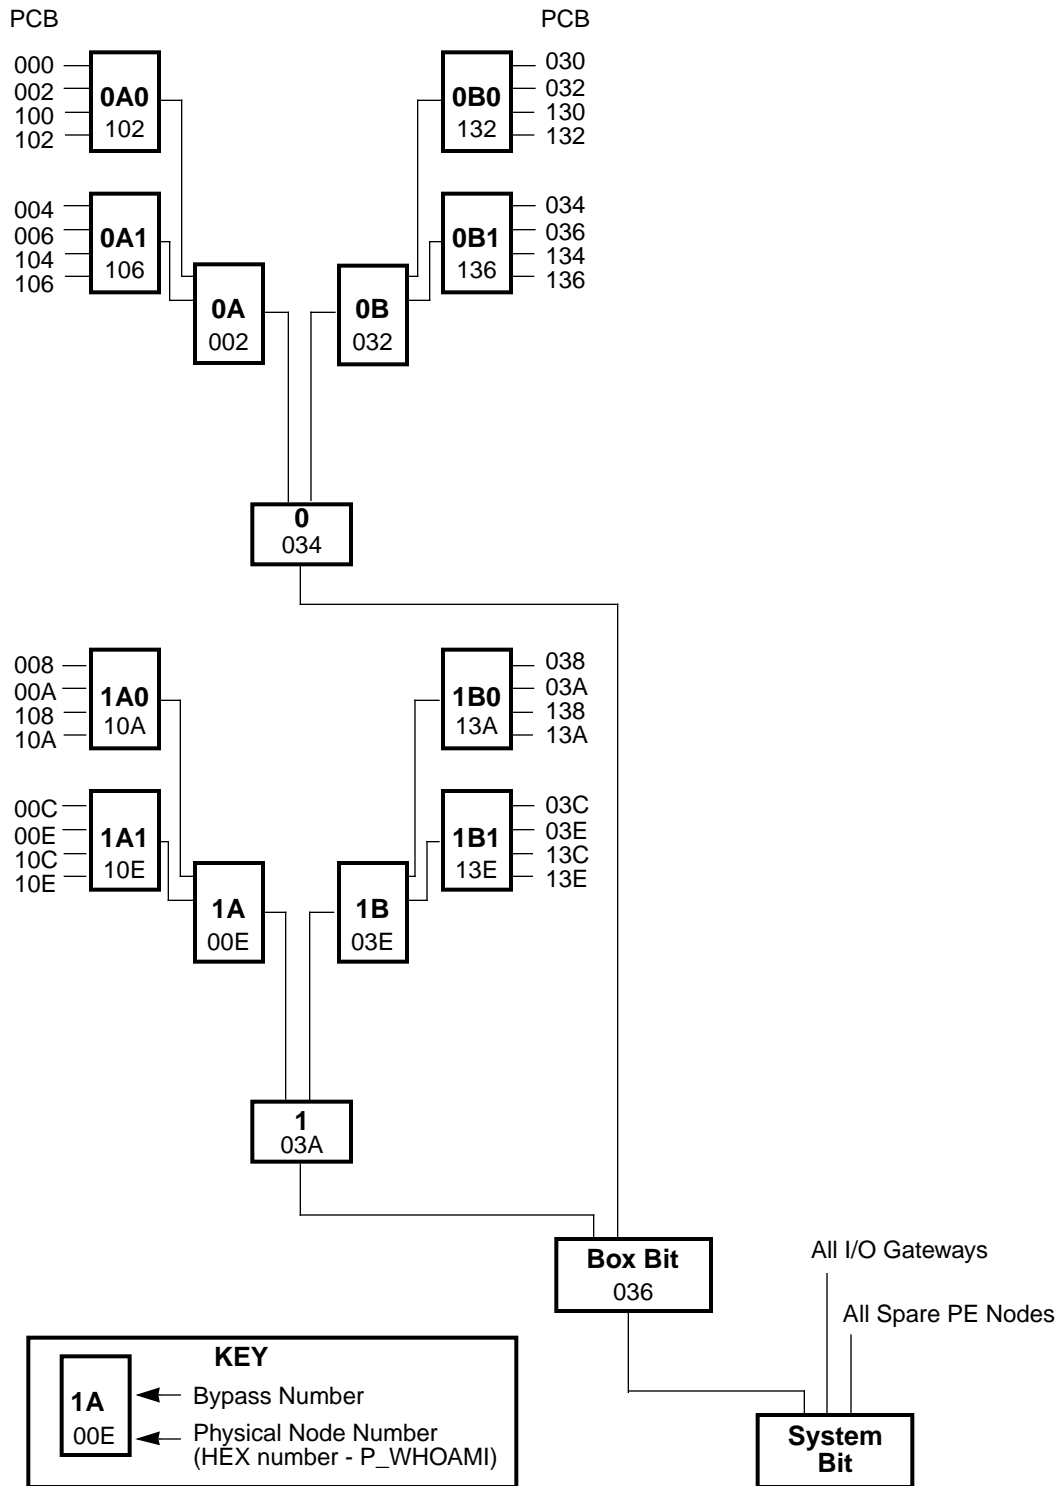 PCB
PCB
000
002
100
102
0A0
102
0B0
132
030
032
130
132
004
006
104
106
0A1
106
0B1
136
034
036
134
136
0A
002
0B
032
0
034
008
00A
108
10A
1A0
10A
1B0
13A
038
03A
138
13A
00C
00E
10C
10E
1A1
10E
1B1
13E
03C
03E
13C
13E
1A
00E
1B
03E
1
03A
Box Bit
036
All I/O Gateways
All Spare PE Nodes
System
Bit
KEY
1A
00E
Bypass Number
Physical Node Number
(HEX number - P_WHOAMI)